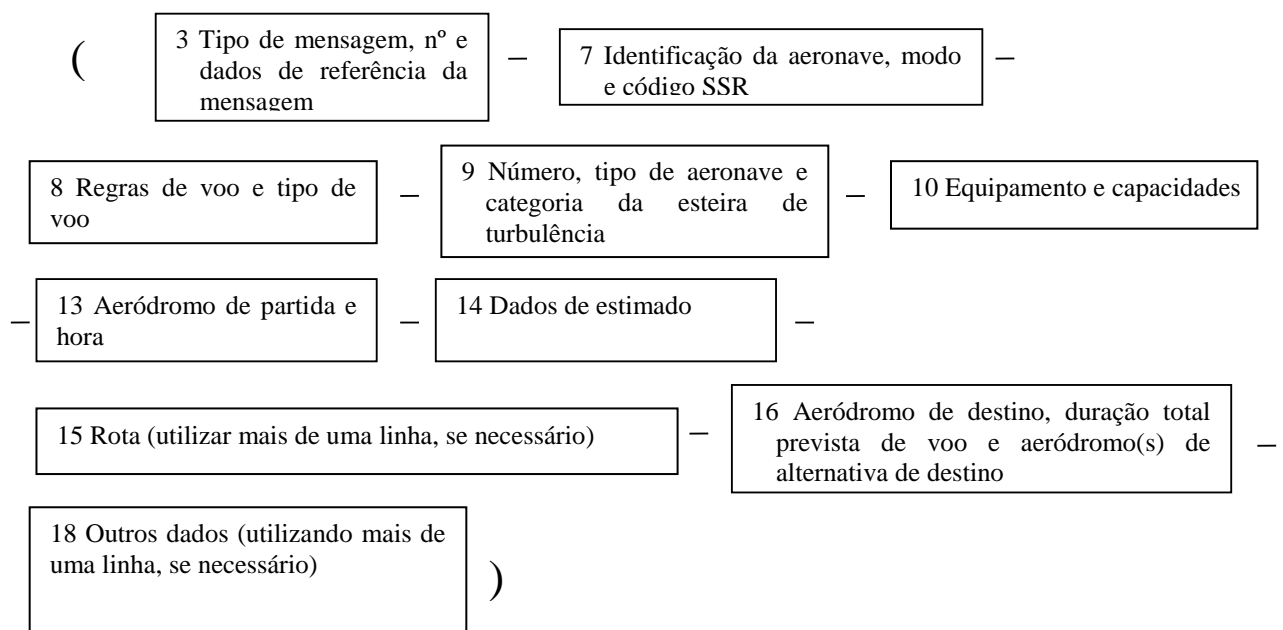 (
3 Tipo de mensagem, nº e
dados de referência da
mensagem
–
7 Identificação da aeronave, modo
e código SSR
–
8 Regras de voo e tipo de
voo
–
9 Número, tipo de aeronave e
categoria da esteira de
turbulência
–
10 Equipamento e capacidades
–
13 Aeródromo de partida e
hora
–
14 Dados de estimado
–
15 Rota (utilizar mais de uma linha, se necessário)
–
16 Aeródromo de destino, duração total
prevista de voo e aeródromo(s) de
alternativa de destino
–
18 Outros dados (utilizando mais de
uma linha, se necessário)
)